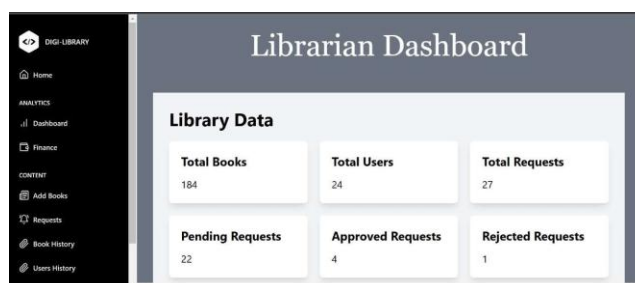 DIGI-LIBRARY
Home
ANALYTICS
Dashboard
Finance
CONTENT
Add Books
Requests
Book History
Users History
Librarian Dashboard
Library Data
Total Books
184
Total Users
24
Total Requests
27
Pending Requests
22
Approved Requests
4
Rejected Requests
1